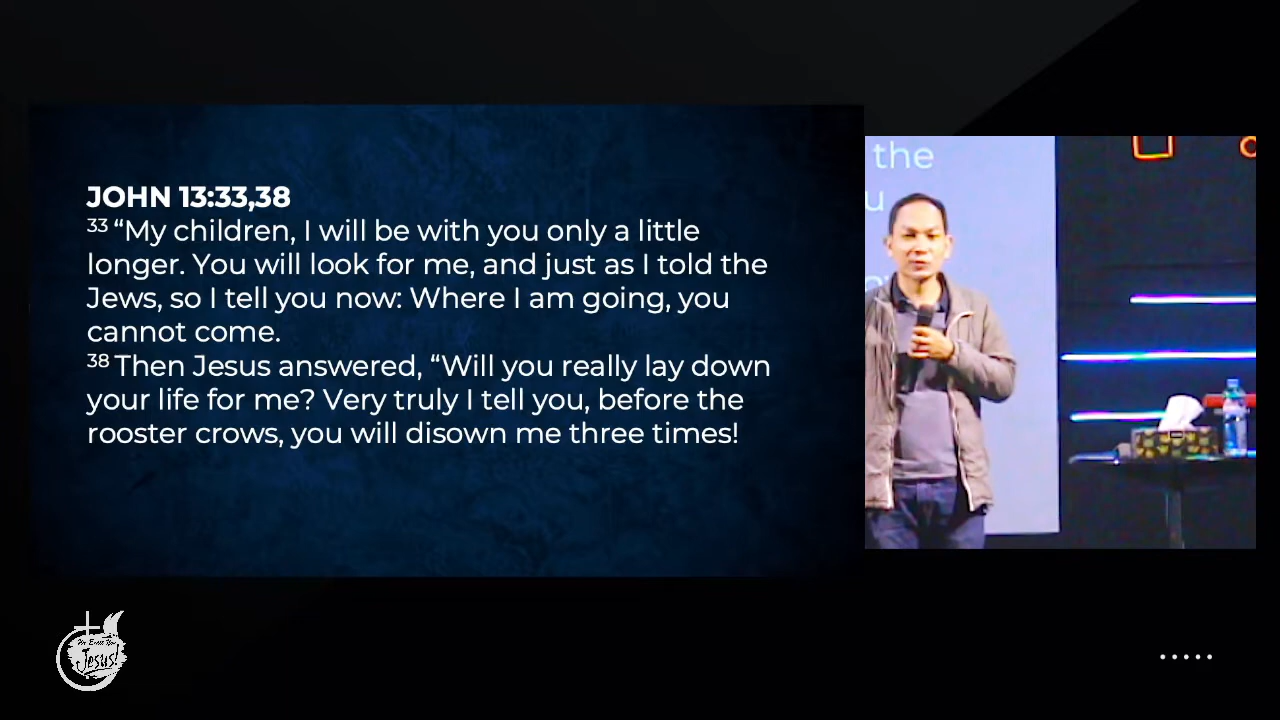 JOHN 13:33,38
33 “My children, I will be with you only a little
longer. You will look for me, and just as I told the
Jews, so I tell you now: Where I am going, you
cannot come.
38 Then Jesus answered, “Will you really lay down
your life for me? Very truly I tell you, before the
rooster crows, you will disown me three times!
the
u
Jesus!